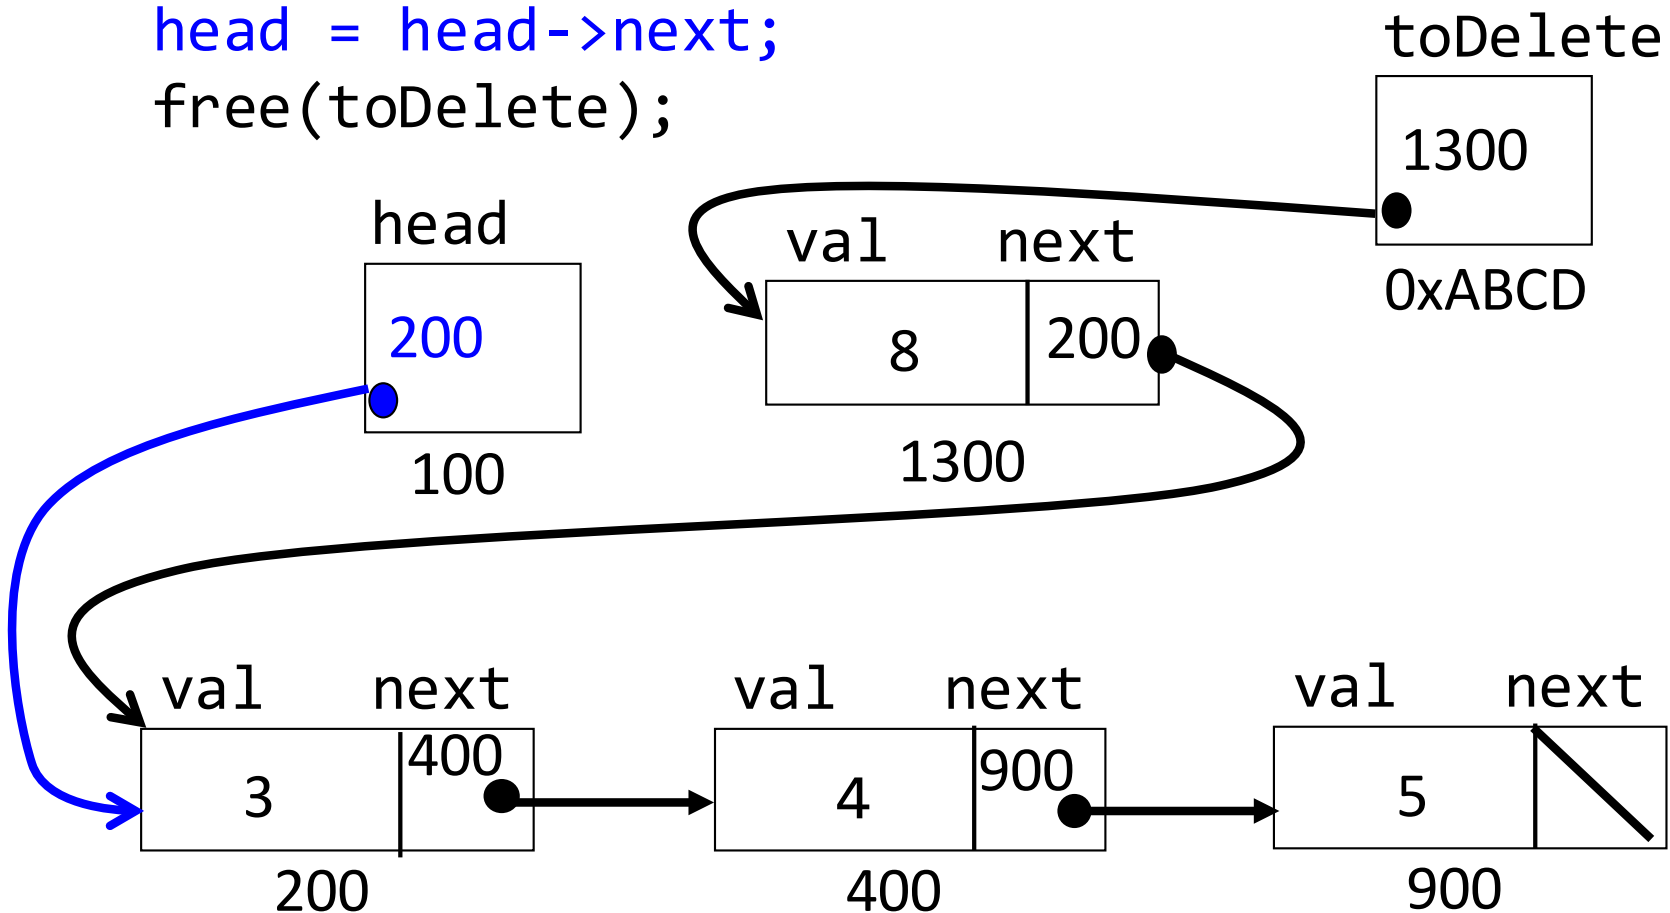 head = head->next;
toDelete
free(toDelete);
1300
head
val next
0xABCD
200
8 200
100
1300
val next
val next
val next
3 400
4 900
5
200
400
900